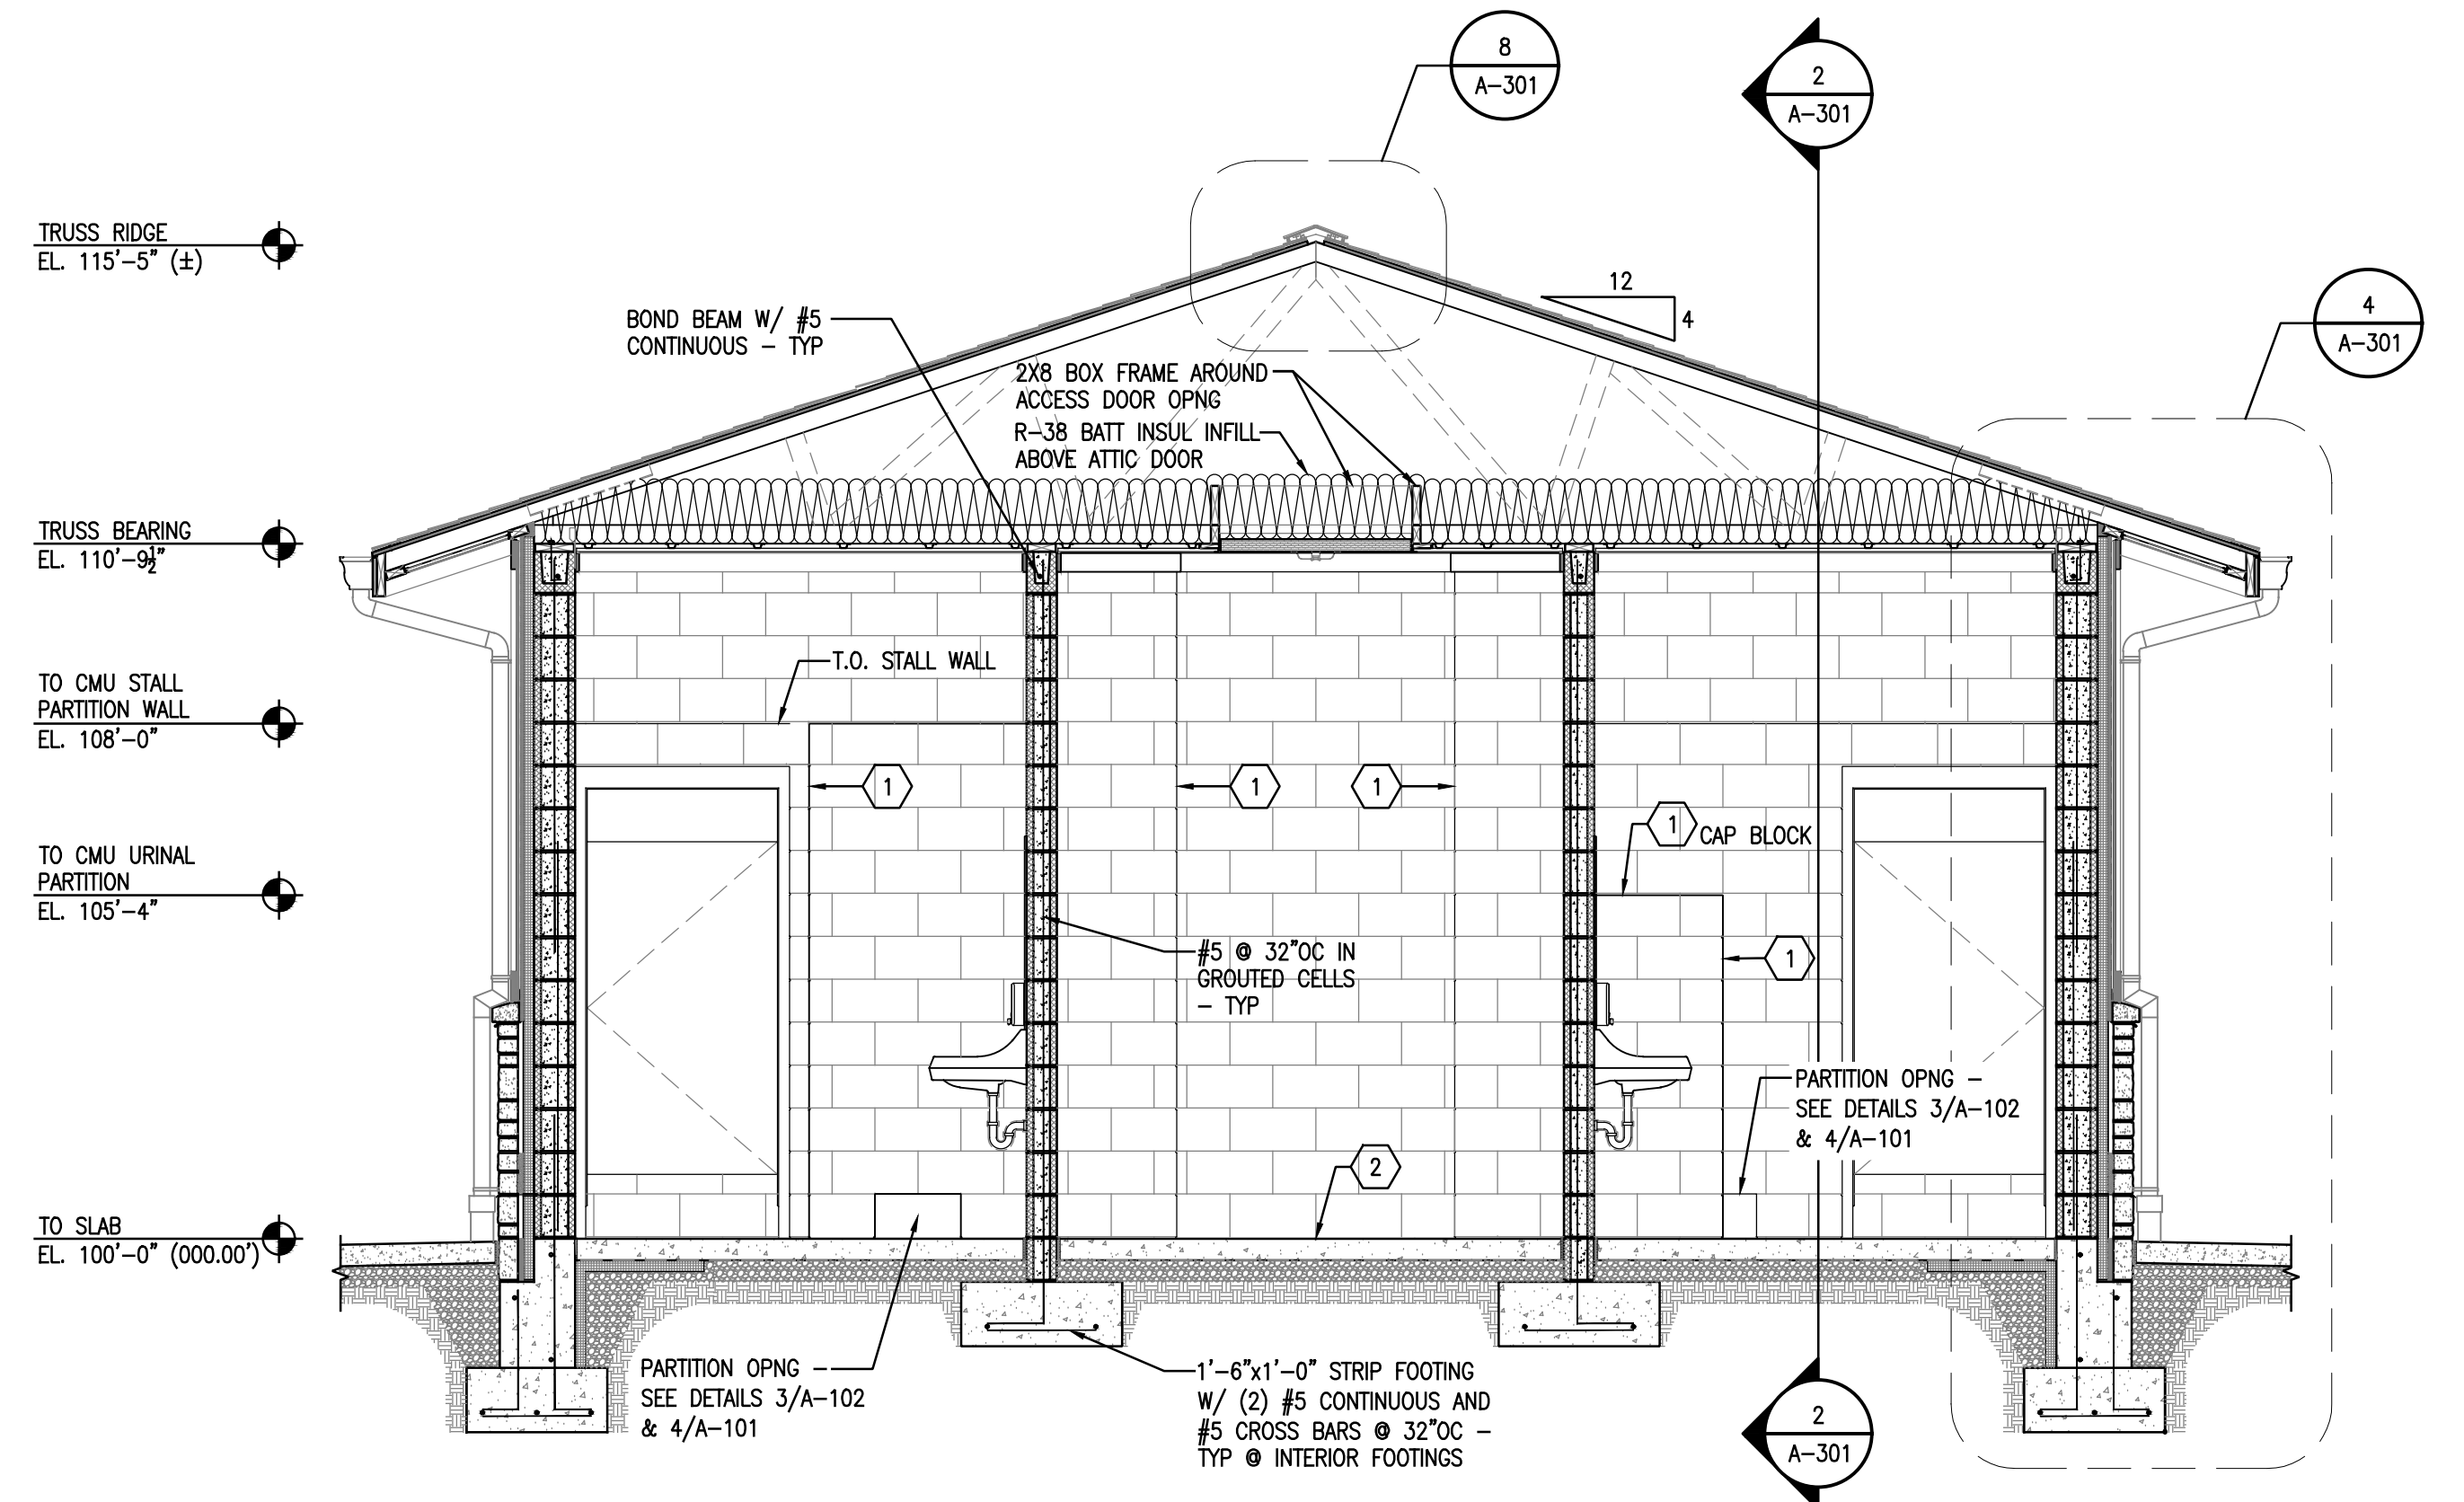 8
A-301
2
A-301
TRUSS RIDGE
EL. 115'-5" (±)
12
4
4
A-301
BOND BEAM W/ #5
CONTINUOUS - TYP
2X8 BOX FRAME AROUND
ACCESS DOOR OPNG
R-38 BATT INSUL INFILL
ABOVE ATTIC DOOR
TRUSS BEARING
EL. 110'-9½"
T.O. STALL WALL
TO CMU STALL
PARTITION WALL
EL. 108'-0"
1
1
1
1
CAP BLOCK
TO CMU URINAL
PARTITION
EL. 105'-4"
#5 @ 32"OC IN
GROUTED CELLS
- TYP
1
PARTITION OPNG -
SEE DETAILS 3/A-102
& 4/A-101
2
TO SLAB
EL. 100'-0" (000.00')
PARTITION OPNG -
SEE DETAILS 3/A-102
& 4/A-101
1'-6"x1'-0" STRIP FOOTING
W/ (2) #5 CONTINUOUS AND
#5 CROSS BARS @ 32"OC -
TYP @ INTERIOR FOOTINGS
2
A-301